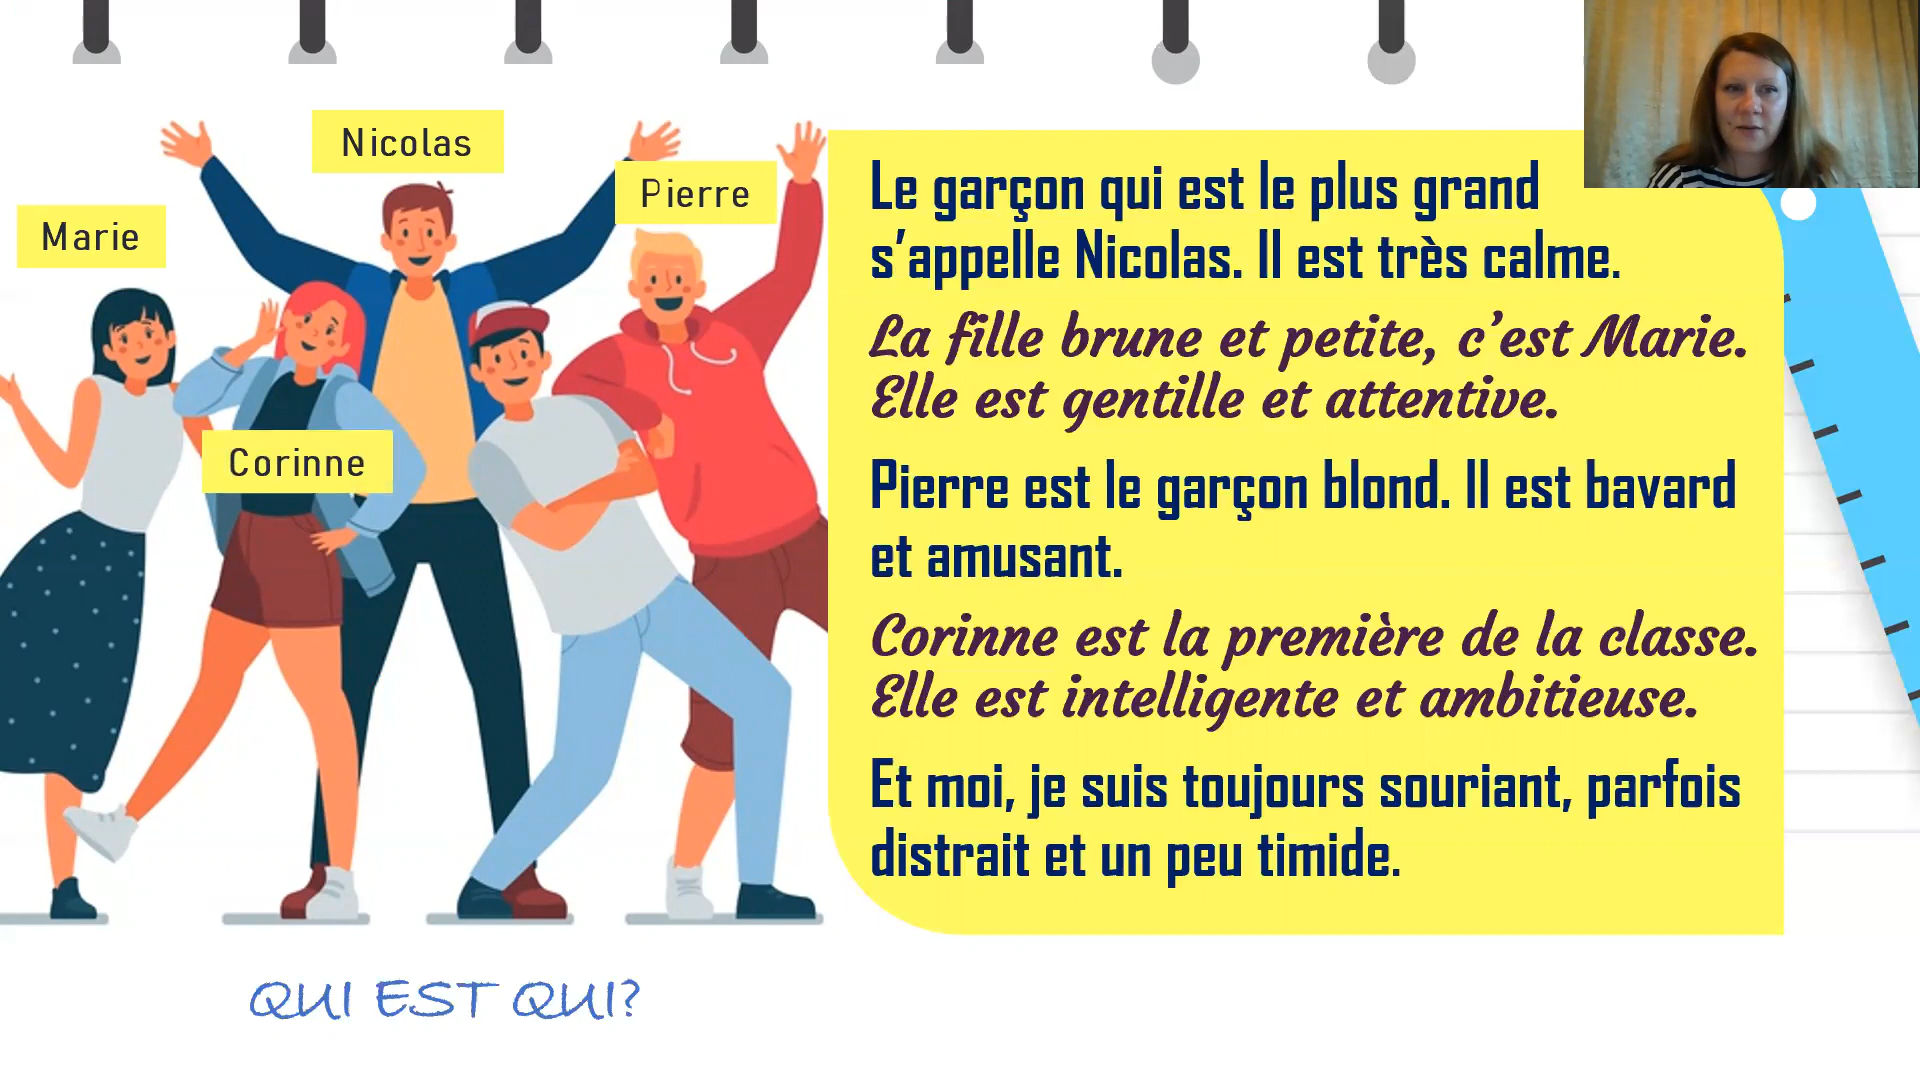 Nicolas
Pierre
Marie
Corinne
Le garçon qui est le plus grand
s'appelle Nicolas. Il est très calme.
La fille brune et petite, c'est Marie.
Elle est gentille et attentive.
Pierre est le garçon blond. Il est bavard
et amusant.
Corinne est la première de la classe.
Elle est intelligente et ambitieuse.
Et moi, je suis toujours souriant, parfois
distrait et un peu timide.
QUI EST QUI?